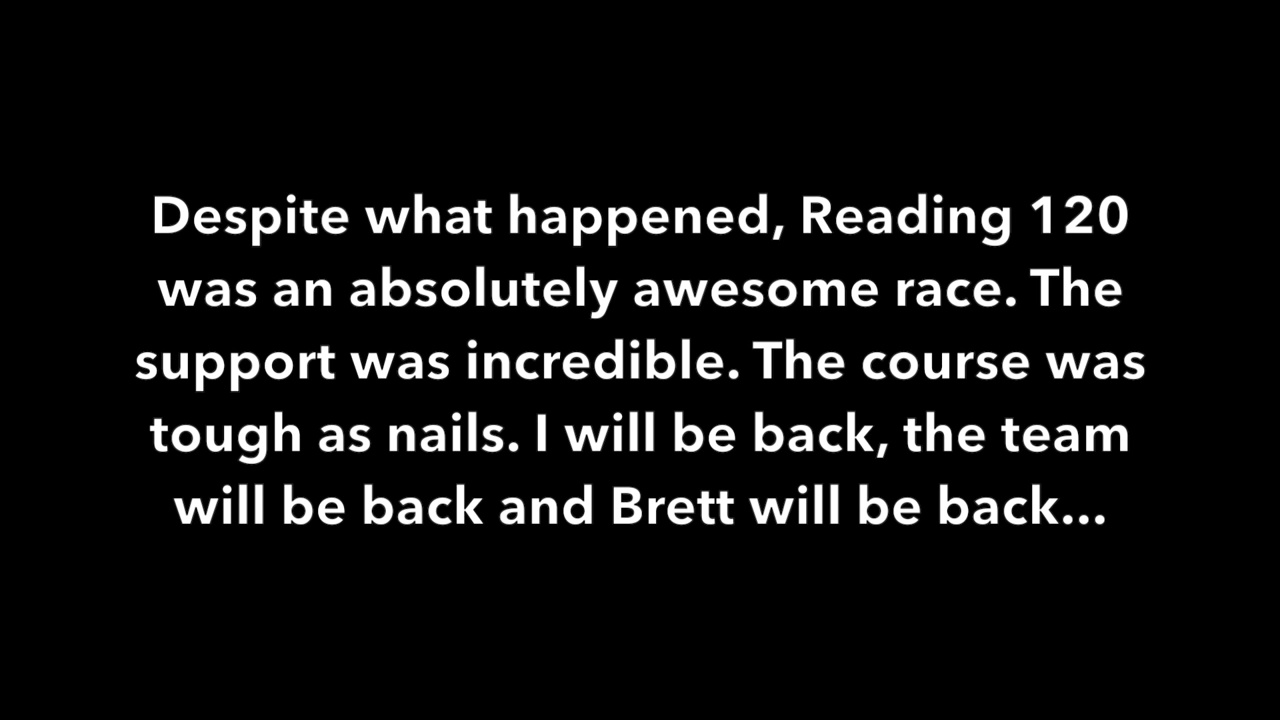 Despite what happened, Reading 120
was an absolutely awesome race. The
support was incredible. The course was
tough as nails. I will be back, the team
will be back and Brett will be back...